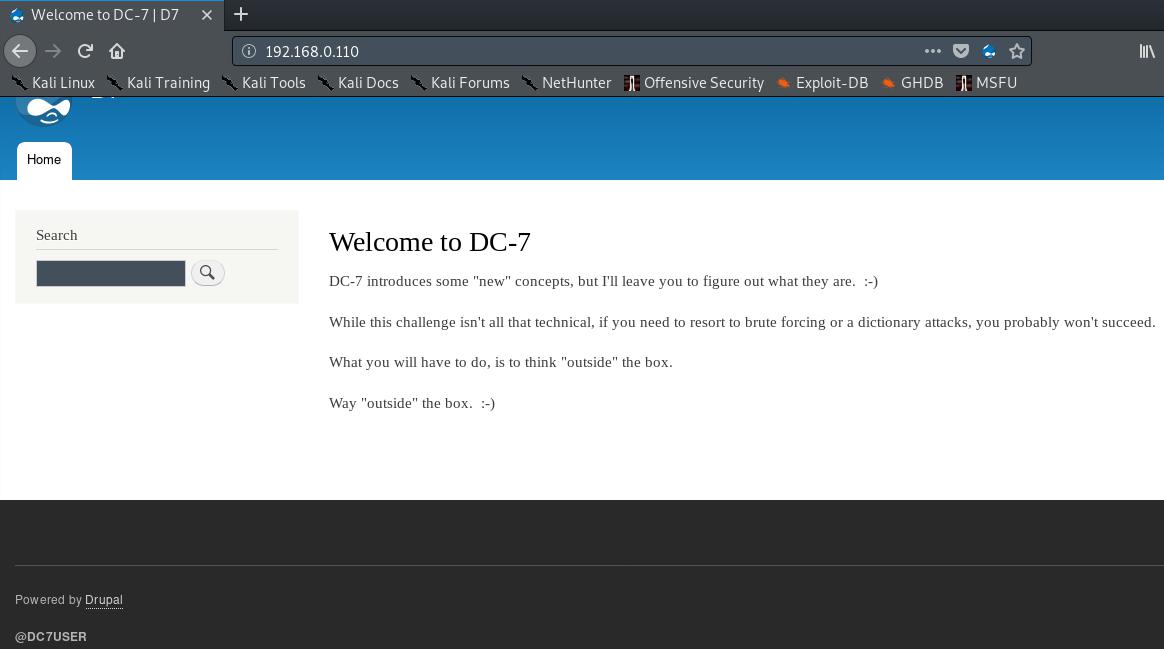 Welcome to DC-7 | D7
192.168.0.110
Kali Linux Kali Training Kali Tools Kali Docs Kali Forums NetHunter Offensive Security Exploit-DB GHDB MSFU
Home
Search
Welcome to DC-7
DC-7 introduces some "new" concepts, but I'll leave you to figure out what they are.  :-)
While this challenge isn't all that technical, if you need to resort to brute forcing or a dictionary attacks, you probably won't succeed.
What you will have to do, is to think "outside" the box.
Way "outside" the box.  :-)
Powered by Drupal
@DC7USER